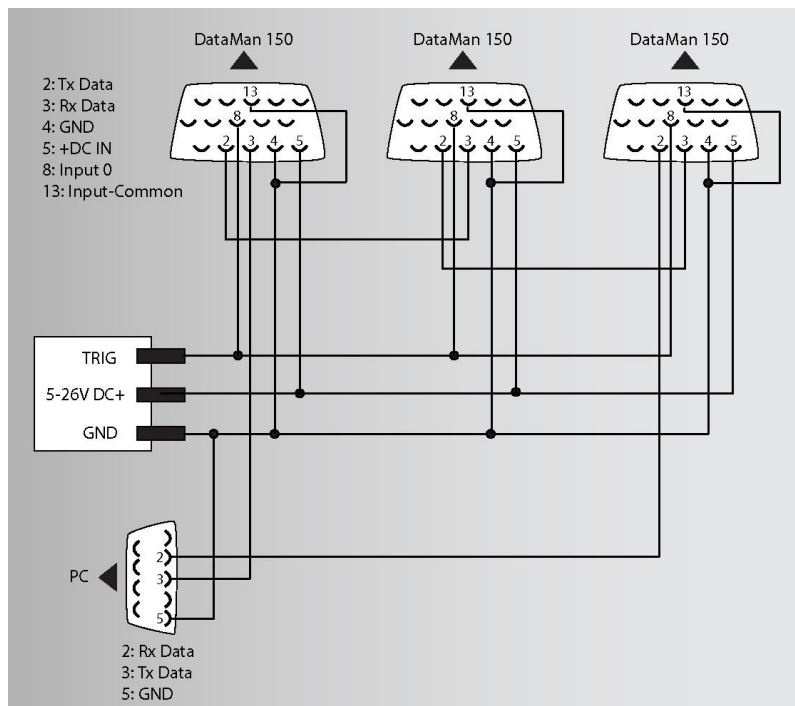 DataMan 150
DataMan 150
DataMan 150
2: Tx Data
3: Rx Data
4: GND
5: +DC IN
8: Input 0
13: Input-Common
13
8
2 3 4 5
13
8
2 3 4 5
13
8
2 3 4 5
TRIG
5-26V DC+
GND
PC
2
3
5
2: Rx Data
3: Tx Data
5: GND